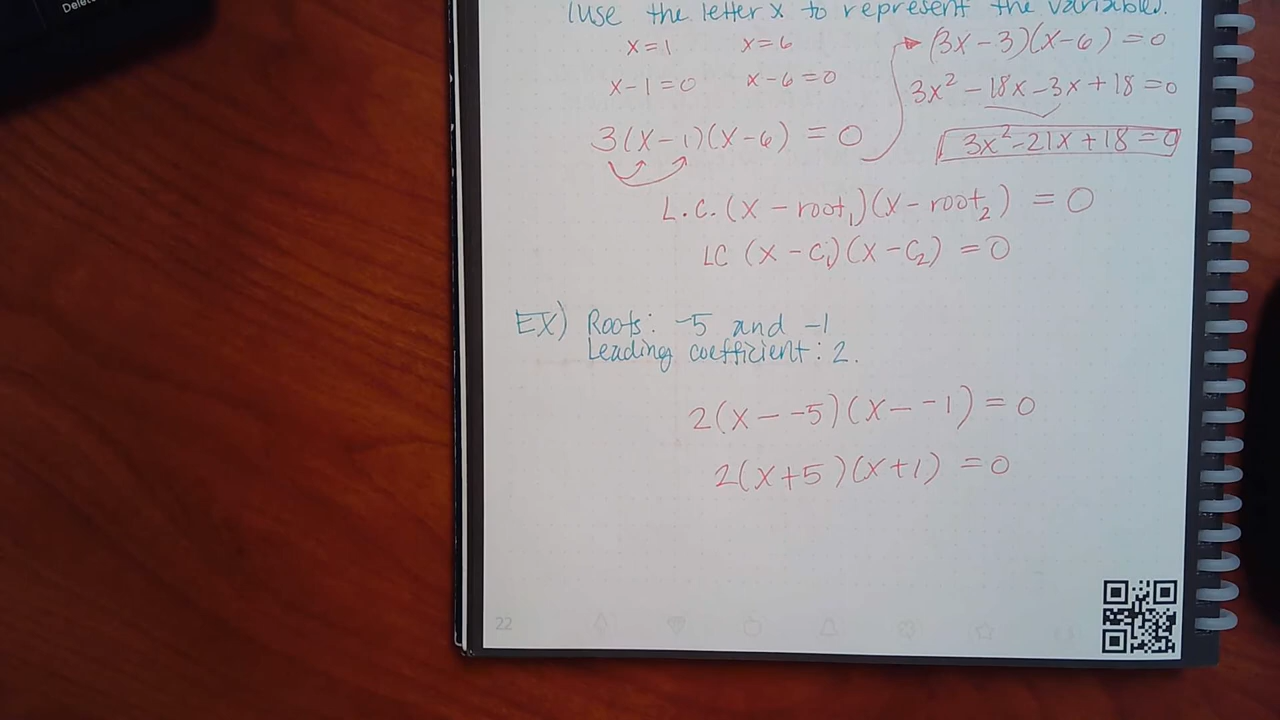 Delete
(use the letter x to represent the variable).
x=1 x=6
x-1=0 x-6=0
3(x-1)(x-6) = 0
(3x-3)(x-6) = 0
3x² - 18x - 3x + 18 = 0
3x² - 21x + 18 = 0
L.C. (x - root₁)(x - root₂) = 0
LC (x - c₁)(x - c₂) = 0
EX) Roots: -5 and -1
Leading coefficient: 2.
2(x - -5)(x - -1) = 0
2(x+5)(x+1) = 0
22